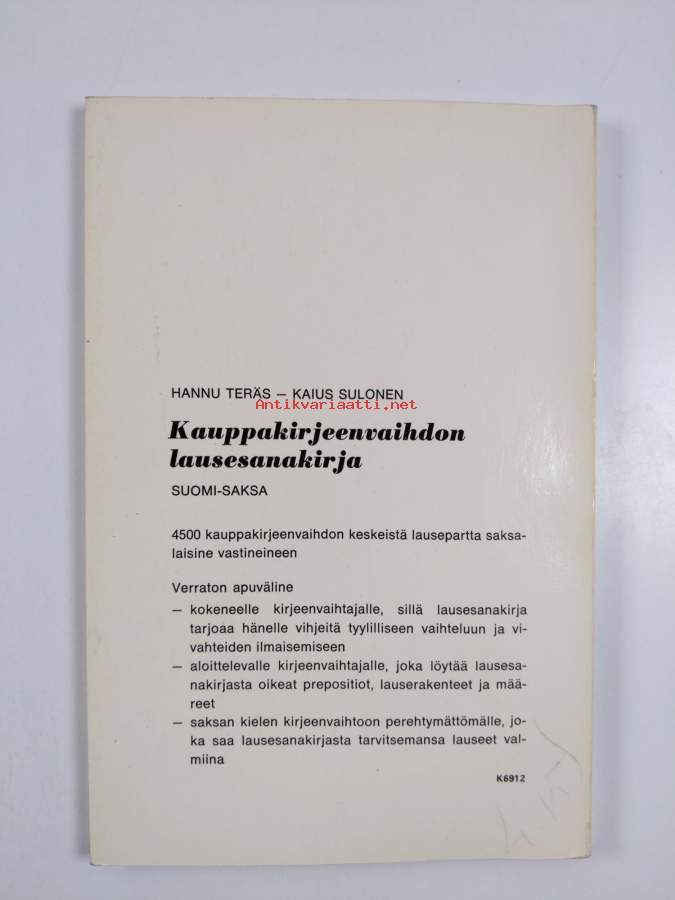 HANNU TERÄS – KAIUS SULONEN
Antikvariaatti.net
Kauppakirjeenvaihdon
lausesanakirja
SUOMI-SAKSA
4500 kauppakirjeenvaihdon keskeistä lausepartta saksa-
laisine vastineineen
Verraton apuväline
– kokeneelle kirjeenvaihtajalle, sillä lausesanakirja
tarjoaa hänelle vihjeitä tyylilliseen vaihteluun ja vi-
vahteiden ilmaisemiseen
– aloittelevalle kirjeenvaihtajalle, joka löytää lausesa-
nakirjasta oikeat prepositiot, lauserakenteet ja mää-
reet
– saksan kielen kirjeenvaihtoon perehtymättömälle, jo-
ka saa lausesanakirjasta tarvitsemansa lauseet val-
miina
K6912